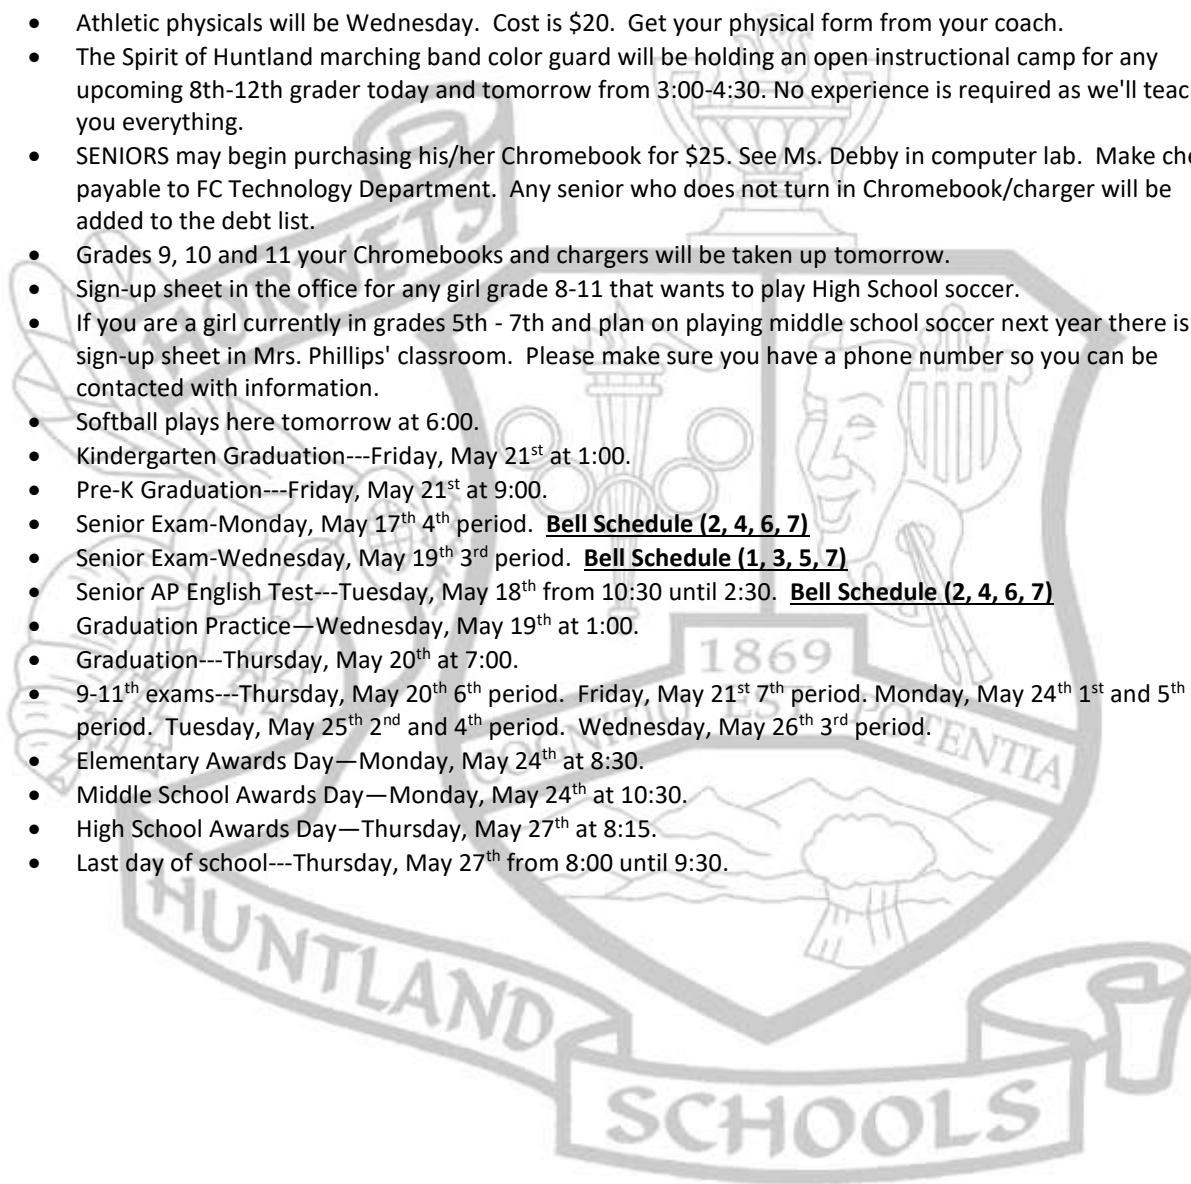 • Athletic physicals will be Wednesday.  Cost is $20.  Get your physical form from your coach.
• The Spirit of Huntland marching band color guard will be holding an open instructional camp for any
upcoming 8th-12th grader today and tomorrow from 3:00-4:30. No experience is required as we'll teac
you everything.
• SENIORS may begin purchasing his/her Chromebook for $25. See Ms. Debby in computer lab.  Make che
payable to FC Technology Department.  Any senior who does not turn in Chromebook/charger will be
added to the debt list.
• Grades 9, 10 and 11 your Chromebooks and chargers will be taken up tomorrow.
• Sign-up sheet in the office for any girl grade 8-11 that wants to play High School soccer.
• If you are a girl currently in grades 5th - 7th and plan on playing middle school soccer next year there is
sign-up sheet in Mrs. Phillips' classroom.  Please make sure you have a phone number so you can be
contacted with information.
• Softball plays here tomorrow at 6:00.
• Kindergarten Graduation---Friday, May 21st at 1:00.
• Pre-K Graduation---Friday, May 21st at 9:00.
• Senior Exam-Monday, May 17th 4th period.  Bell Schedule (2, 4, 6, 7)
• Senior Exam-Wednesday, May 19th 3rd period.  Bell Schedule (1, 3, 5, 7)
• Senior AP English Test---Tuesday, May 18th from 10:30 until 2:30.  Bell Schedule (2, 4, 6, 7)
• Graduation Practice—Wednesday, May 19th at 1:00.
• Graduation---Thursday, May 20th at 7:00.
• 9-11th exams---Thursday, May 20th 6th period.  Friday, May 21st 7th period. Monday, May 24th 1st and 5th
period.  Tuesday, May 25th 2nd and 4th period.  Wednesday, May 26th 3rd period.
• Elementary Awards Day—Monday, May 24th at 8:30.
• Middle School Awards Day—Monday, May 24th at 10:30.
• High School Awards Day—Thursday, May 27th at 8:15.
• Last day of school---Thursday, May 27th from 8:00 until 9:30.
HORNETS
1869
EST POTENTIA
HUNTLAND
SCHOOLS